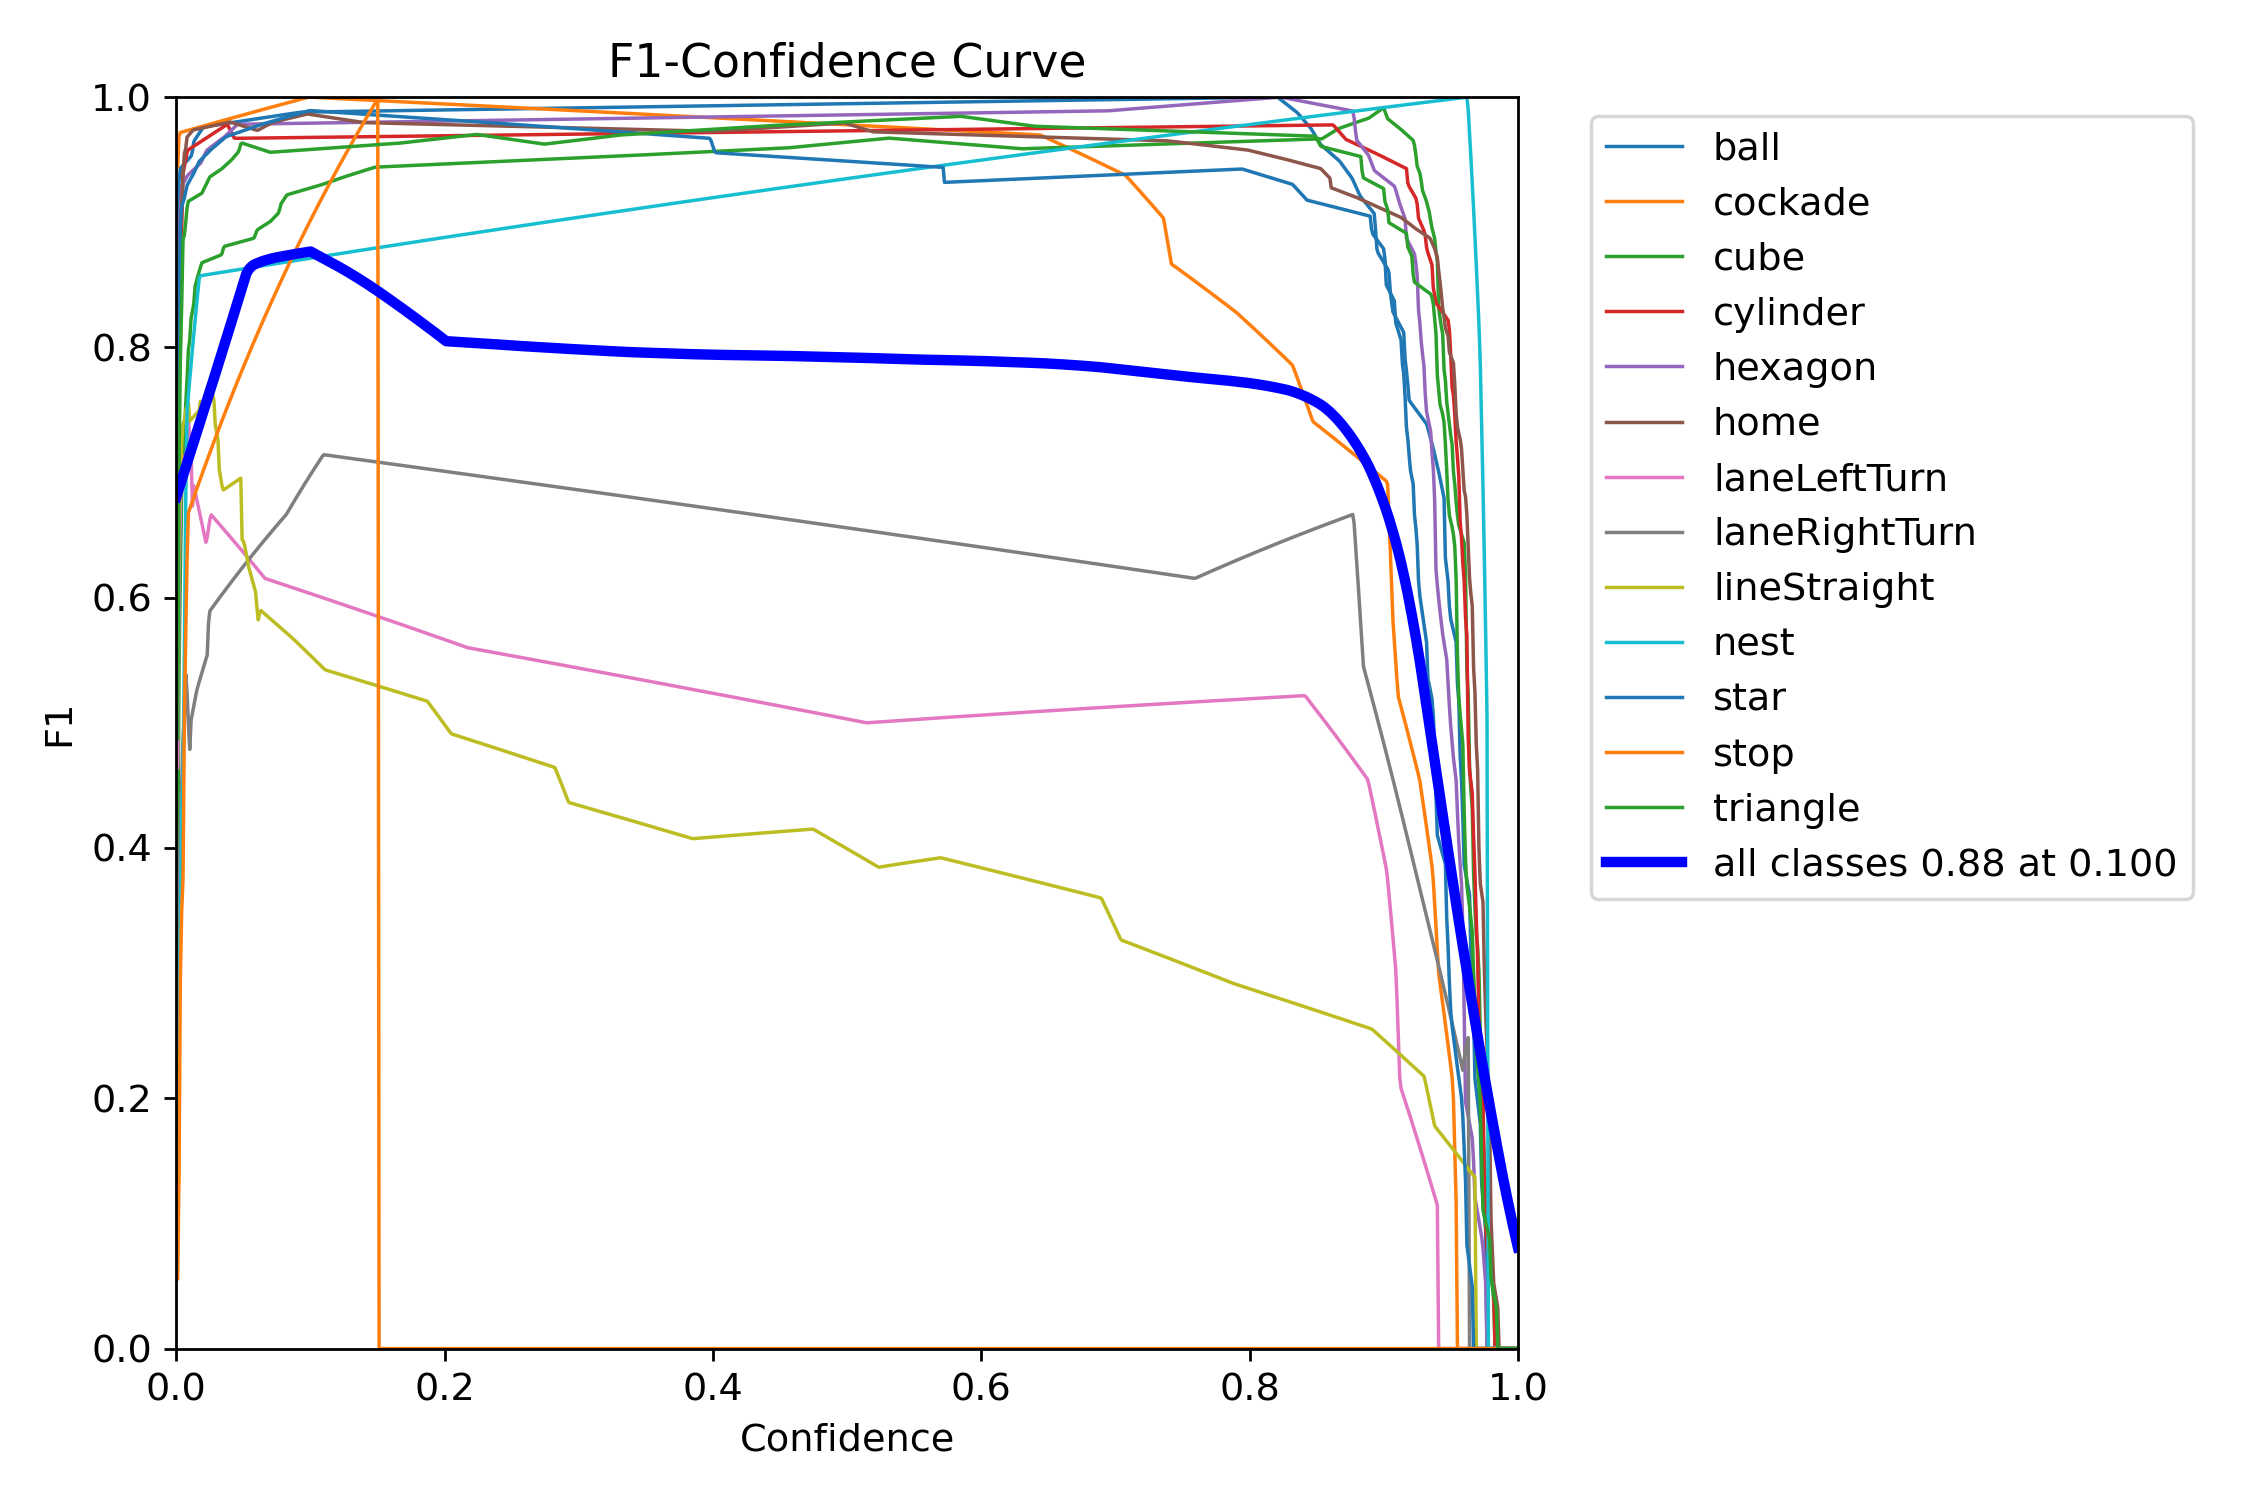 F1-Confidence Curve
1.0
0.8
0.6
0.4
0.2
0.0
F1
0.0 0.2 0.4 0.6 0.8 1.0
Confidence
ball
cockade
cube
cylinder
hexagon
home
laneLeftTurn
laneRightTurn
lineStraight
nest
star
stop
triangle
all classes 0.88 at 0.100